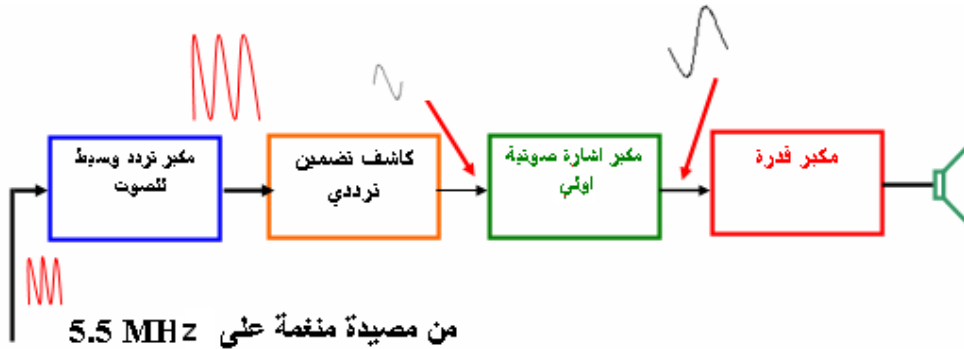 مكبر تردد وسيط
للصوت
كاشف تضمين
ترددي
مكبر اشارة صوتية
اولي
مكبر قدرة
من مصيدة منغمة على 5.5 MHz